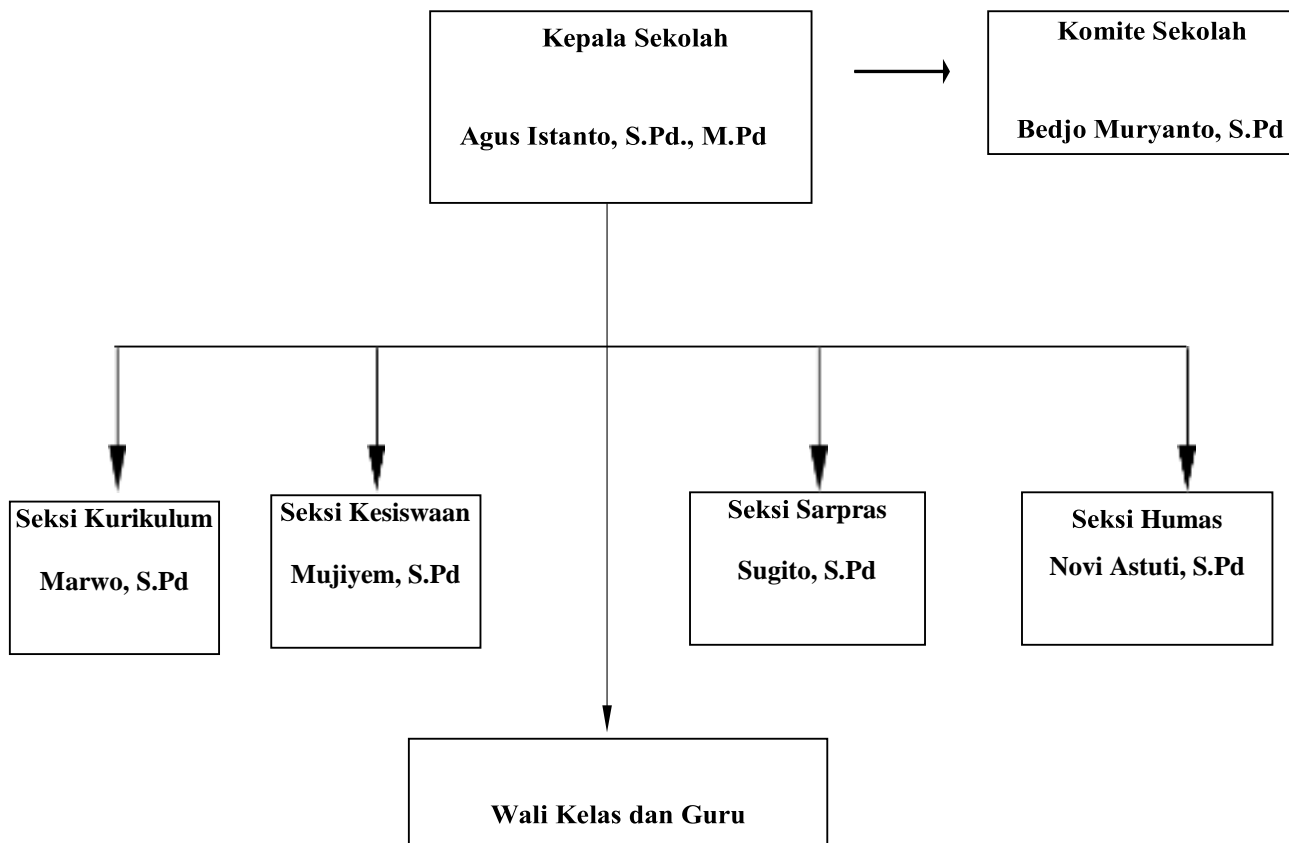 Kepala Sekolah
Agus Istanto, S.Pd., M.Pd
Komite Sekolah
Bedjo Muryanto, S.Pd
Seksi Kurikulum
Marwo, S.Pd
Seksi Kesiswaan
Mujiyem, S.Pd
Seksi Sarpras
Sugito, S.Pd
Seksi Humas
Novi Astuti, S.Pd
Wali Kelas dan Guru